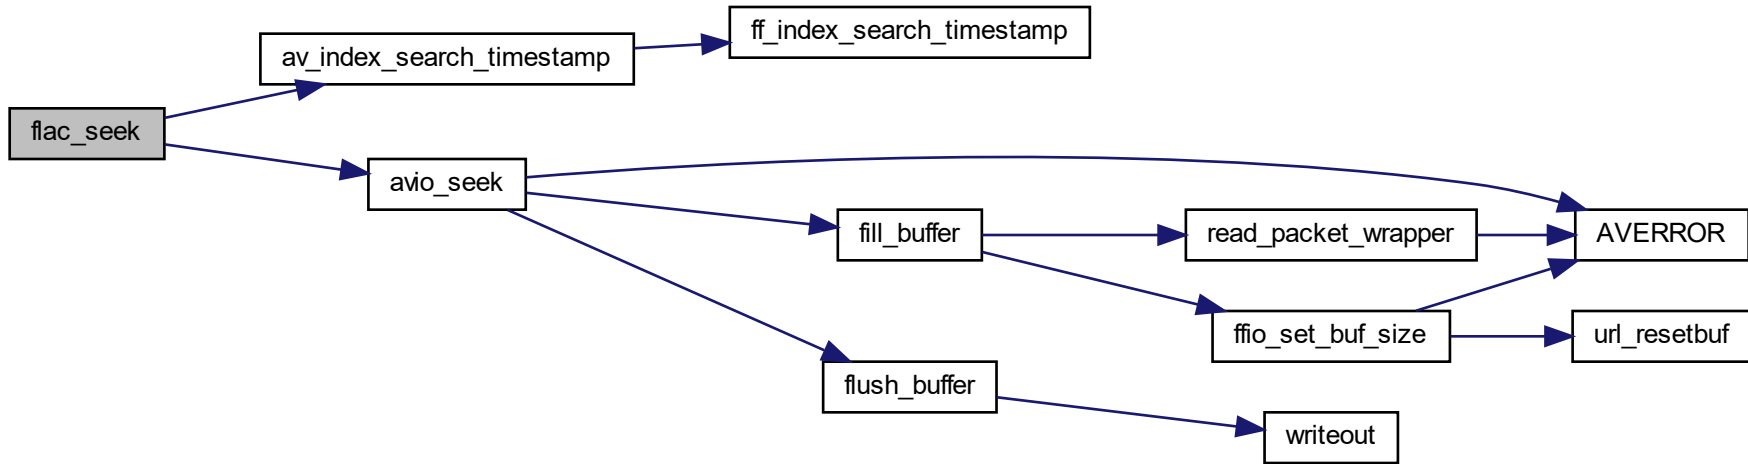 ff_index_search_timestamp
av_index_search_timestamp
flac_seek
avio_seek
fill_buffer
read_packet_wrapper
AVERROR
ffio_set_buf_size
url_resetbuf
flush_buffer
writeout